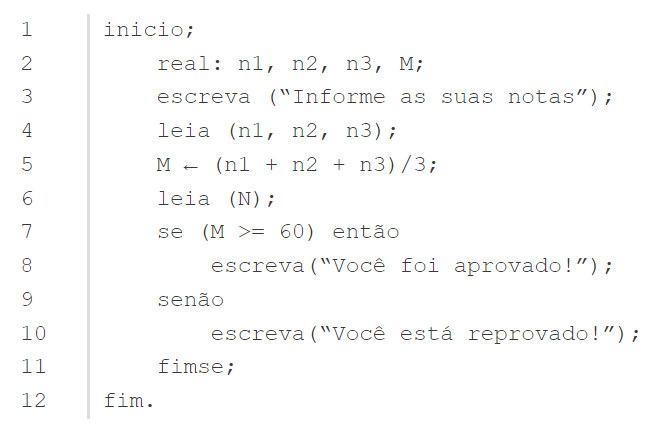 1 inicio;
2 real: n1, n2, n3, M;
3 escreva (“Informe as suas notas”);
4 leia (n1, n2, n3);
5 M ← (n1 + n2 + n3)/3;
6 leia (N);
7 se (M >= 60) então
8 escreva(“Você foi aprovado!”);
9 senão
10 escreva(“Você está reprovado!”);
11 fimse;
12 fim.